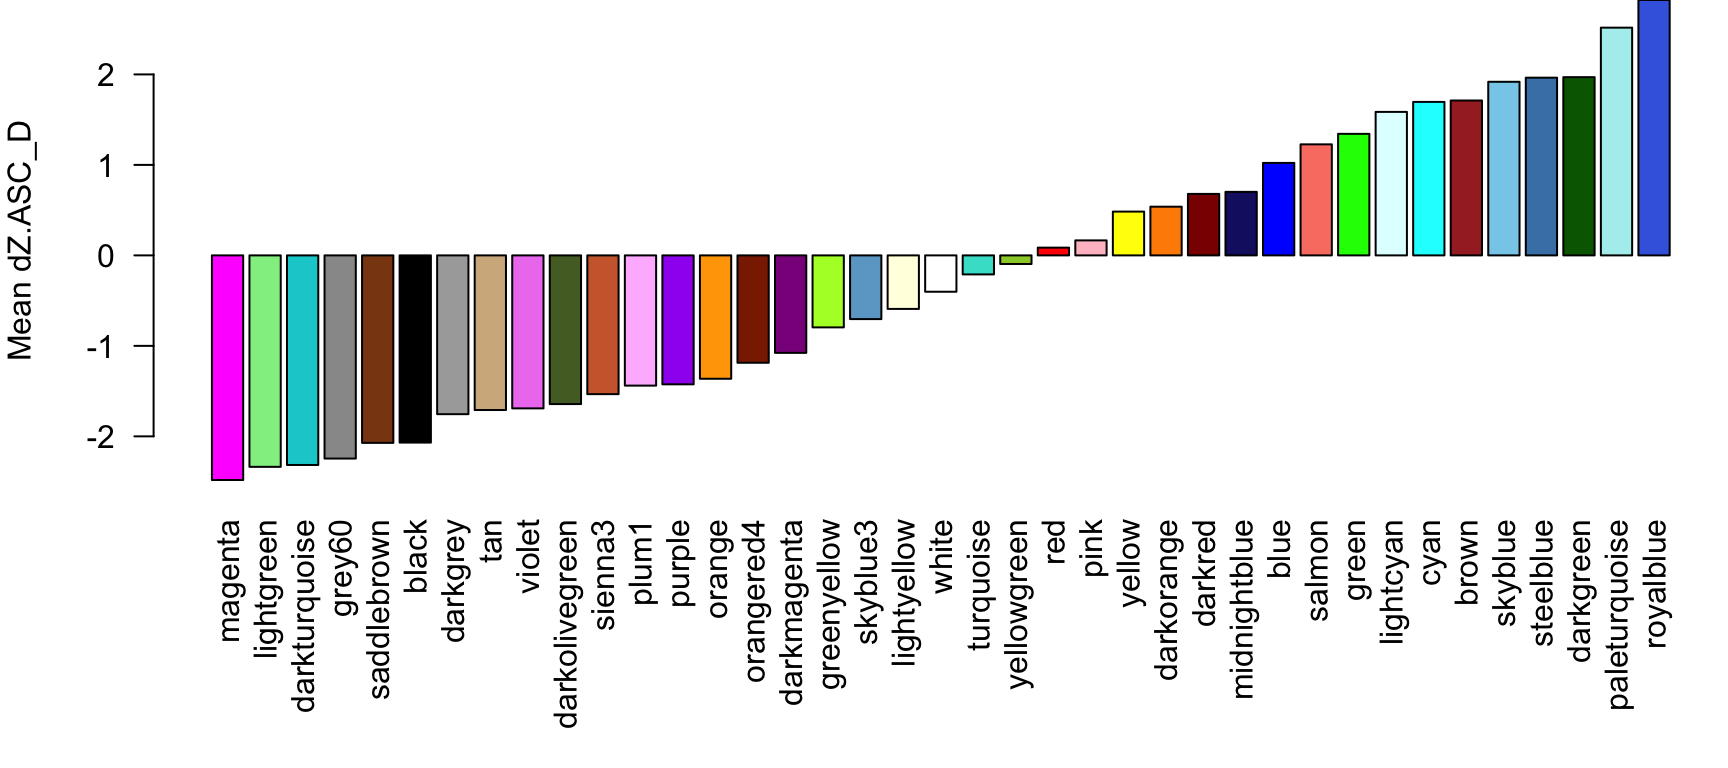 Mean dZ.ASC_D
2
1
0
-1
-2
magenta
lightgreen
darkturquoise
grey60
saddlebrown
black
darkgrey
tan
violet
darkolivegreen
sienna3
plum1
purple
orange
orangered4
darkmagenta
greenyellow
skyblue3
lightyellow
white
turquoise
yellowgreen
red
pink
yellow
darkorange
darkred
midnightblue
blue
salmon
green
lightcyan
cyan
brown
skyblue
steelblue
darkgreen
paleturquoise
royalblue